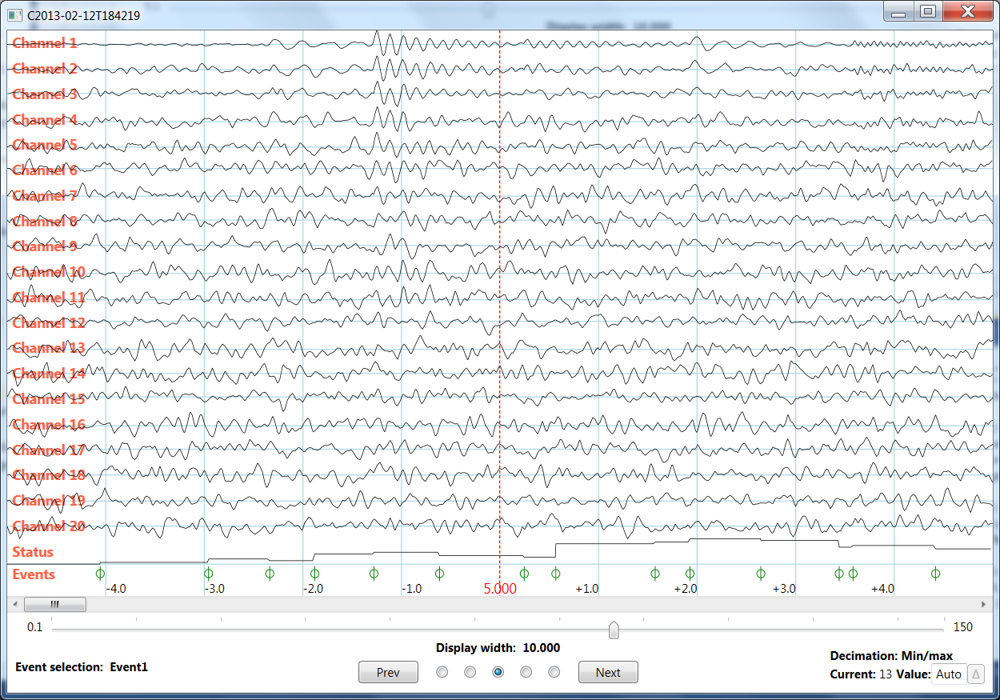 C2013-02-12T184219
Channel 1
Channel 2
Channel 3
Channel 4
Channel 5
Channel 6
Channel 7
Channel 8
Channel 9
Channel 10
Channel 11
Channel 12
Channel 13
Channel 14
Channel 15
Channel 16
Channel 17
Channel 18
Channel 19
Channel 20
Status
Events
-4.0 -3.0 -2.0 -1.0 5.000 +1.0 +2.0 +3.0 +4.0
0.1 150
Display width: 10.000
Event selection: Event1
Prev Next
Decimation: Min/max
Current: 13 Value: Auto Δ